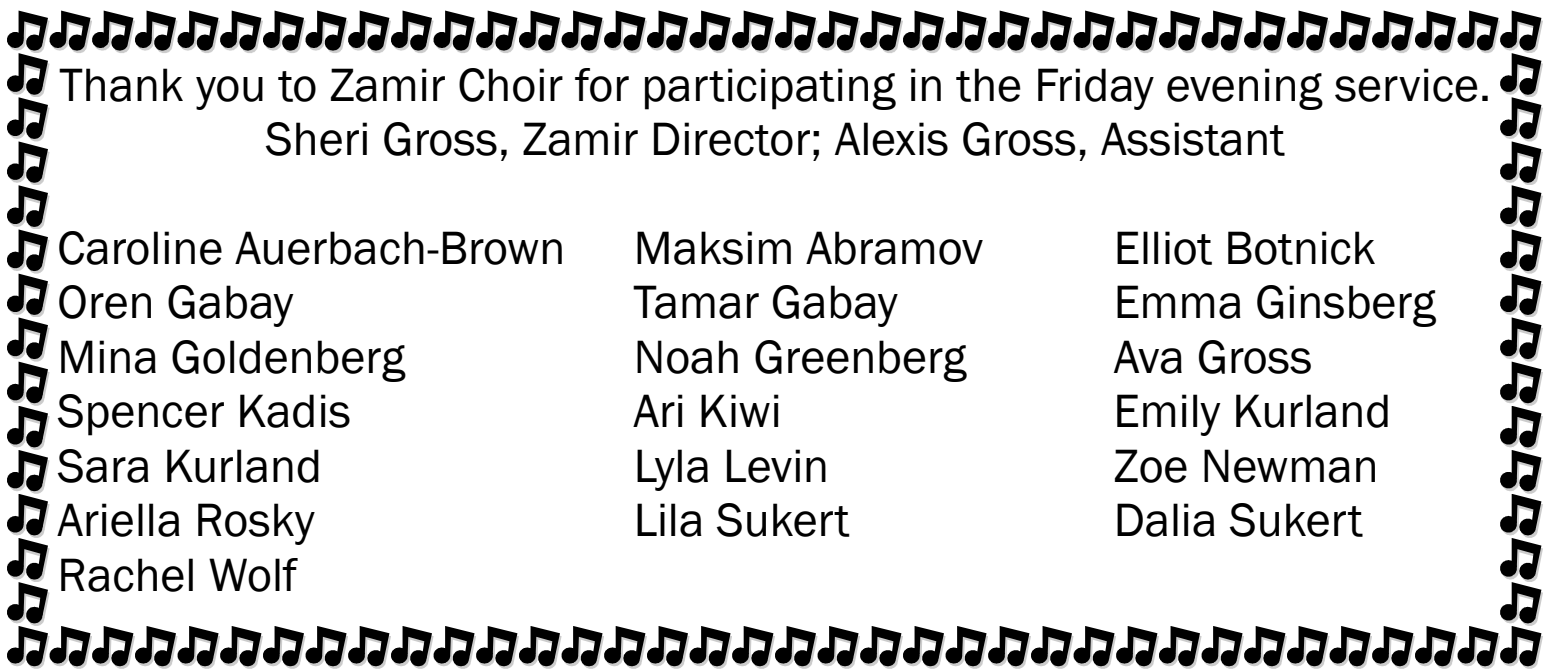 Thank you to Zamir Choir for participating in the Friday evening service.
Sheri Gross, Zamir Director; Alexis Gross, Assistant
Caroline Auerbach-Brown Maksim Abramov Elliot Botnick
Oren Gabay Tamar Gabay Emma Ginsberg
Mina Goldenberg Noah Greenberg Ava Gross
Spencer Kadis Ari Kiwi Emily Kurland
Sara Kurland Lyla Levin Zoe Newman
Ariella Rosky Lila Sukert Dalia Sukert
Rachel Wolf